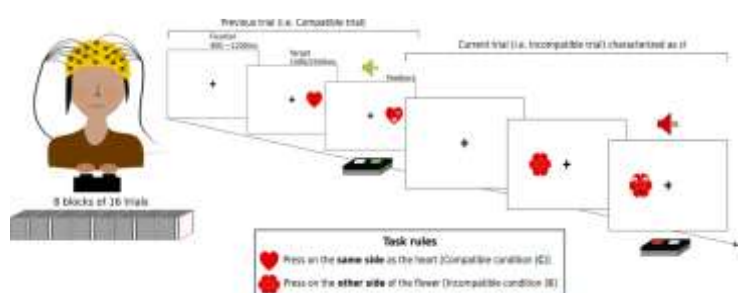 Previous trial (i.e. Compatible trial)
Fixation
800 - 1200ms
Target
Feedback
Current trial (i.e. Incompatible trial) characterized as cI
8 blocks of 16 trials
Task rules
Press on the same side as the heart [Compatible condition (C)]
Press on the other side of the flower [Incompatible condition (I)]